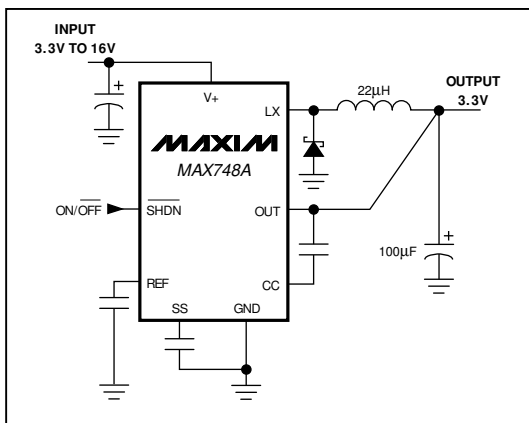 INPUT
3.3V TO 16V
V+
LX
22µH
OUTPUT
3.3V
MAXIM
MAX748A
ON/OFF
SHDN
OUT
100µF
REF
CC
SS
GND
+
+